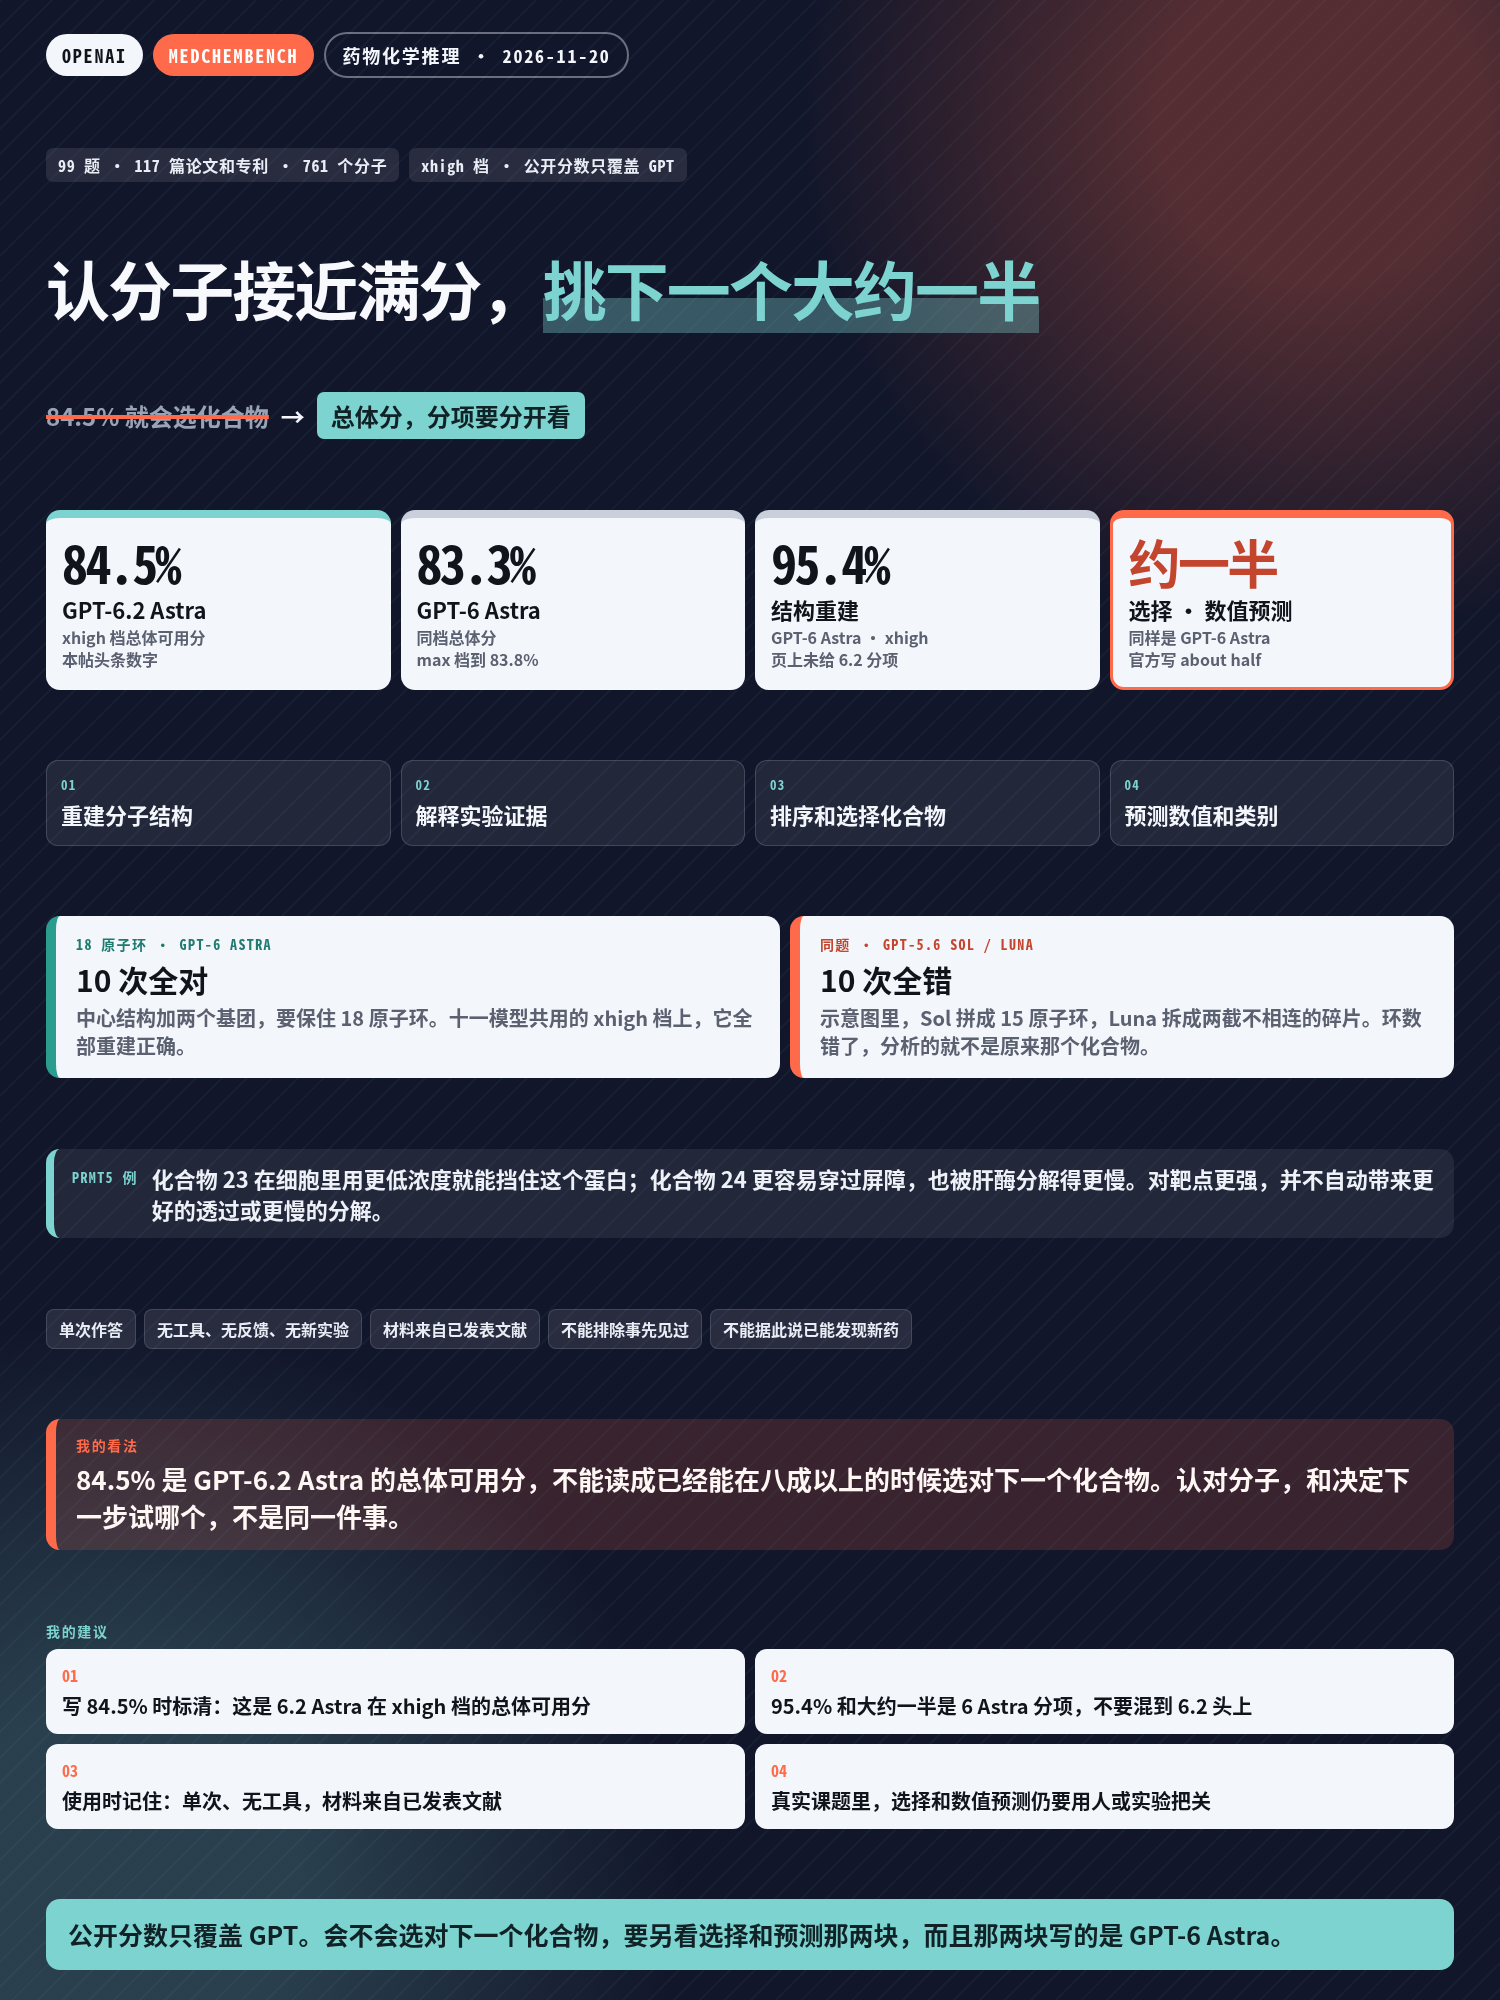 OPENAI
MEDCHEMBENCH
药物化学推理 · 2026-11-20
99 题 · 117 篇论文和专利 · 761 个分子
xhigh 档 · 公开分数只覆盖 GPT
认分子接近满分，挑下一个大约一半
84.5% 就会选化合物 → 总体分，分项要分开看
84.5%
GPT-6.2 Astra
xhigh 档总体可用分
本帖头条数字
83.3%
GPT-6 Astra
同档总体分
max 档到 83.8%
95.4%
结构重建
GPT-6 Astra · xhigh
页上未给 6.2 分项
约一半
选择 · 数值预测
同样是 GPT-6 Astra
官方写 about half
01
重建分子结构
02
解释实验证据
03
排序和选择化合物
04
预测数值和类别
18 原子环 · GPT-6 ASTRA
10 次全对
中心结构加两个基团，要保住 18 原子环。十一模型共用的 xhigh 档上，它全
部重建正确。
同题 · GPT-5.6 SOL / LUNA
10 次全错
示意图里，Sol 拼成 15 原子环，Luna 拆成两截不相连的碎片。环数
错了，分析的就不是原来那个化合物。
PRMT5 例
化合物 23 在细胞里用更低浓度就能挡住这个蛋白；化合物 24 更容易穿过屏障，也被肝酶分解得更慢。对靶点更强，并不自动带来更
好的透过或更慢的分解。
单次作答
无工具、无反馈、无新实验
材料来自已发表文献
不能排除事先见过
不能据此说已能发现新药
我的看法
84.5% 是 GPT-6.2 Astra 的总体可用分，不能读成已经能在八成以上的时候选对下一个化合物。认对分子，和决定下
一步试哪个，不是同一件事。
我的建议
01
写 84.5% 时标清：这是 6.2 Astra 在 xhigh 档的总体可用分
02
95.4% 和大约一半是 6 Astra 分项，不要混到 6.2 头上
03
使用时记住：单次、无工具，材料来自已发表文献
04
真实课题里，选择和数值预测仍要用人或实验把关
公开分数只覆盖 GPT。会不会选对下一个化合物，要另看选择和预测那两块，而且那两块写的是 GPT-6 Astra。